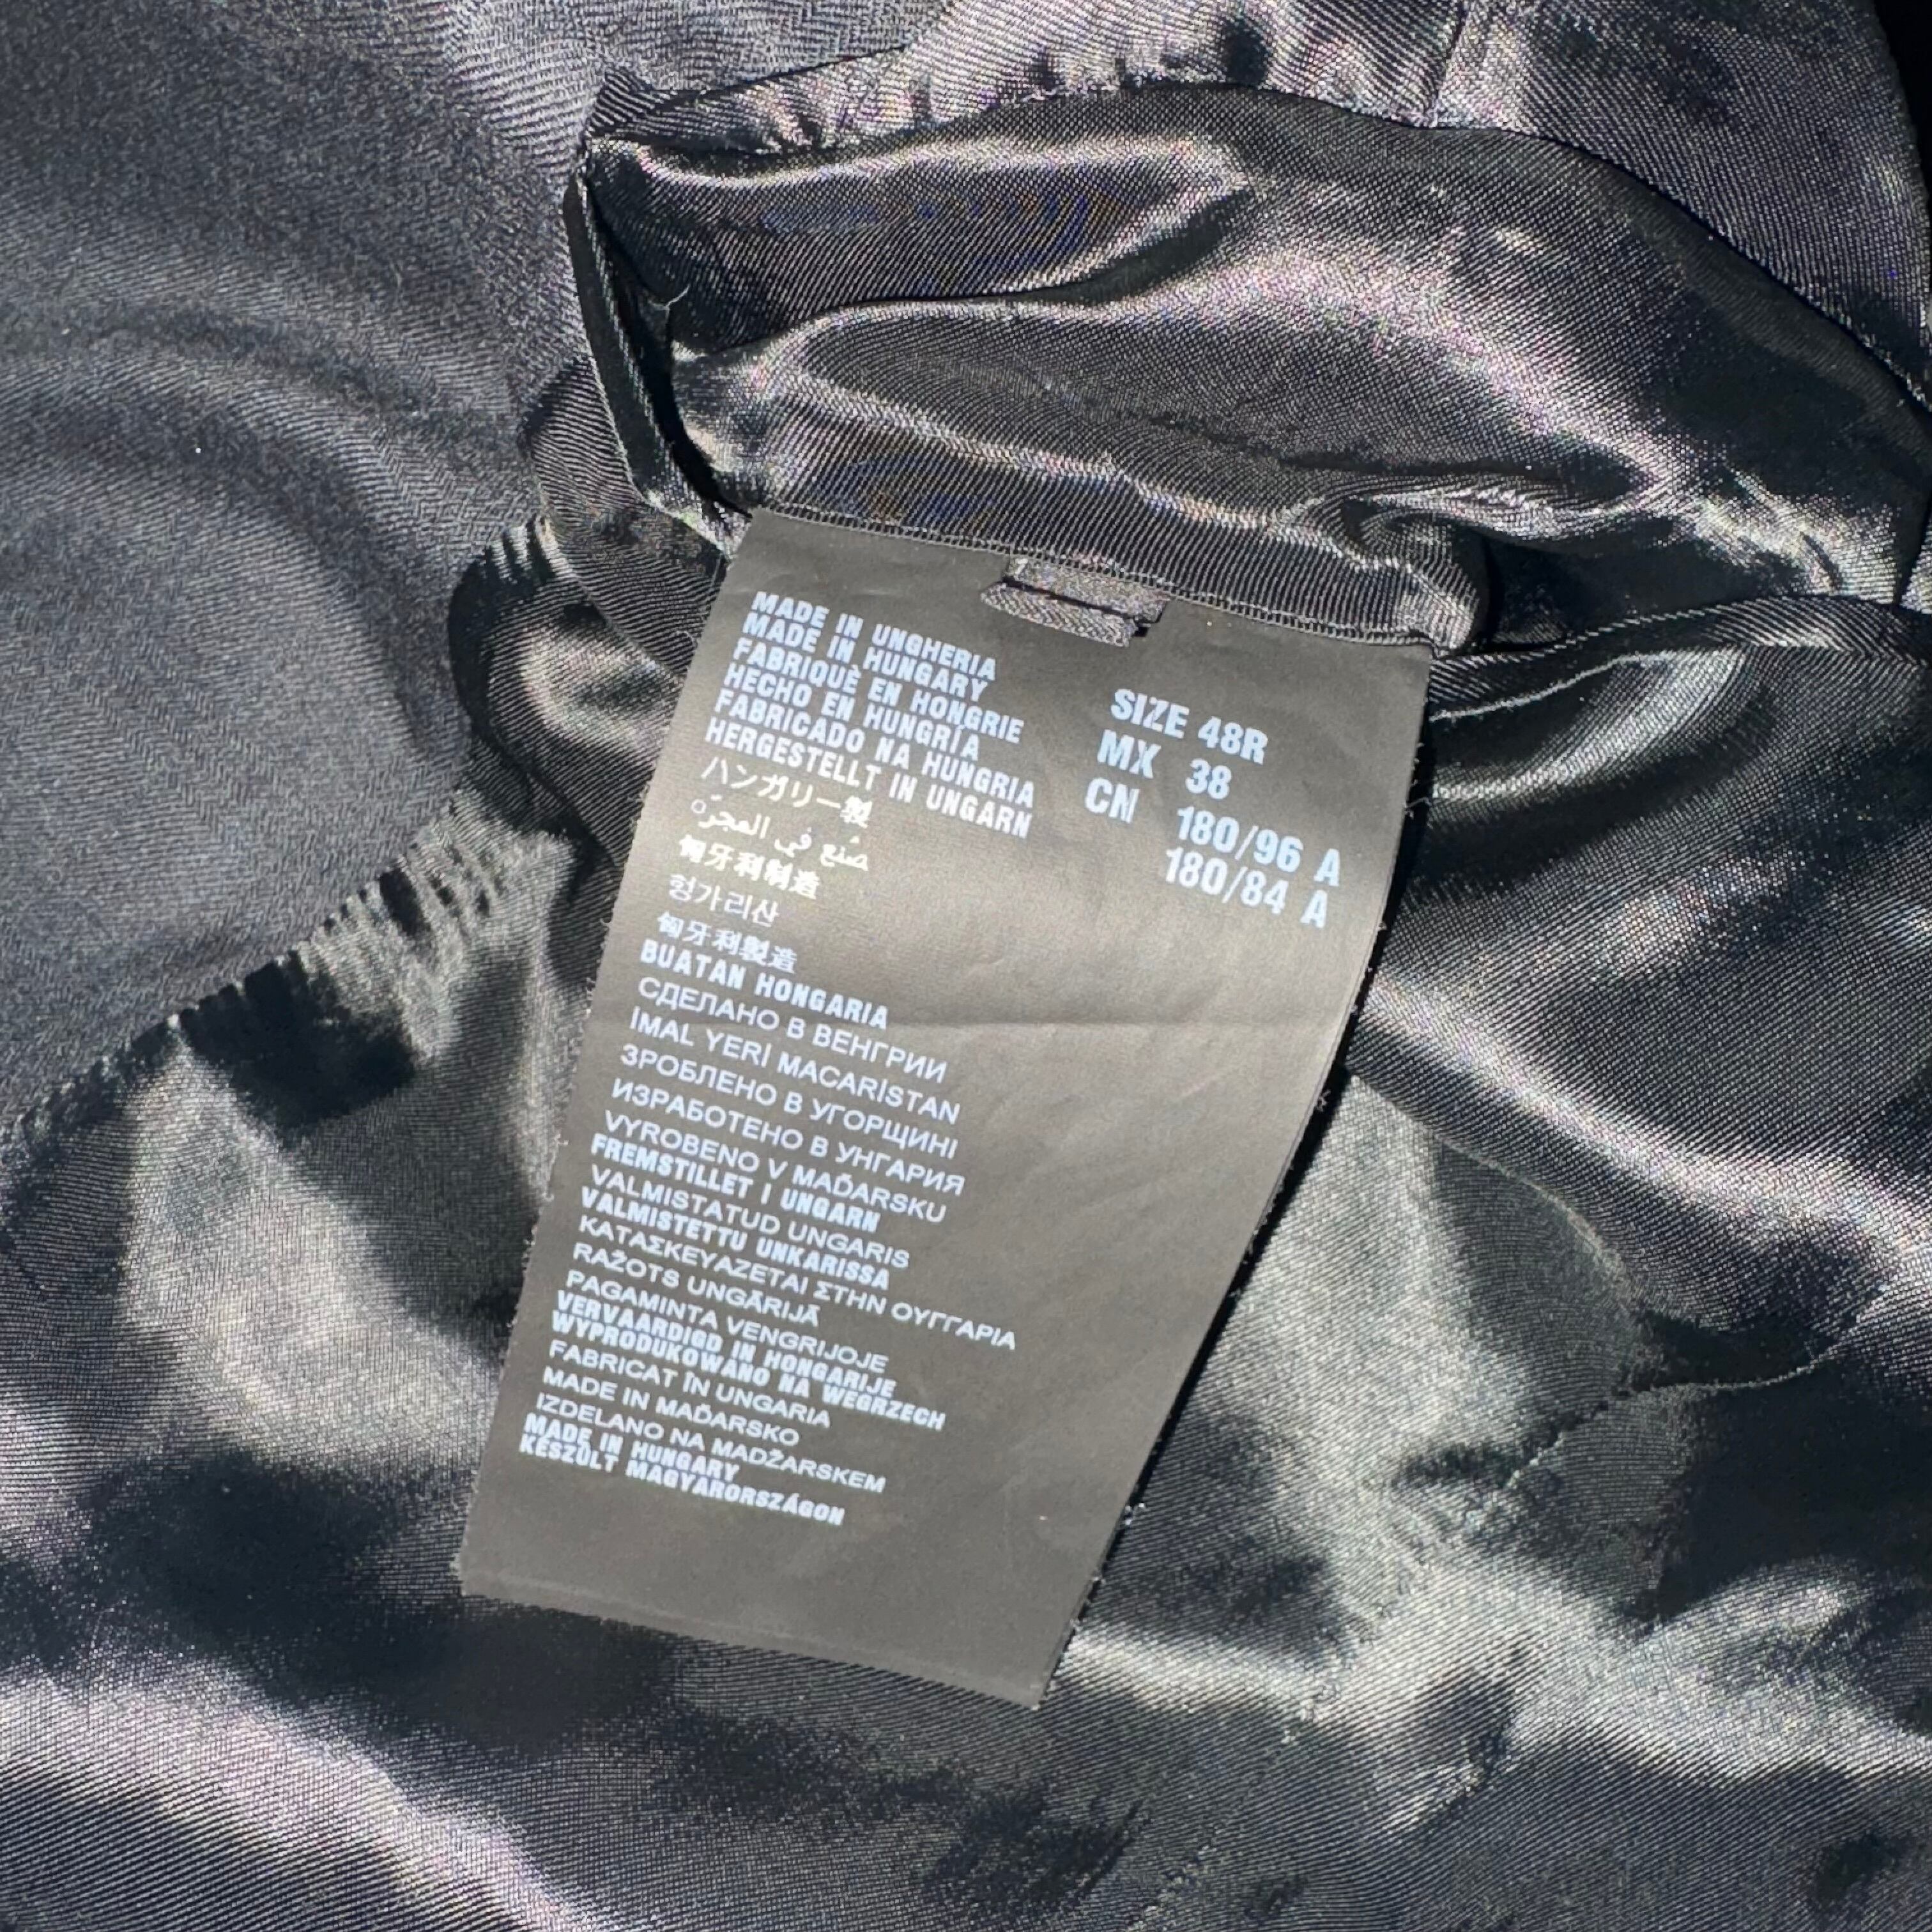 MADE IN UNGHERIA
MADE IN HUNGARY
FABRIQUÈ EN HONGRIE
HECHO EN HUNGRÍA
FABRICADO NA HUNGRIA
HERGESTELLT IN UNGARN
ハンガリー製
صنع في المجر
匈牙利制造
헝가리산
匈牙利製造
BUATAN HONGARIA
СДЕЛАНО В ВЕНГРИИ
İMAL YERİ MACARİSTAN
ЗРОБЛЕНО В УГОРЩИНІ
ИЗРАБОТЕНО В УНГАРИЯ
VYROBENO V MAĎARSKU
FREMSTILLET I UNGARN
VALMISTATUD UNGARIS
VALMISTETTU UNKARISSA
ΚΑΤΑΣΚΕΥΑΖΕΤΑΙ ΣΤΗΝ ΟΥΓΓΑΡΙΑ
RAŽOTS UNGĀRIJĀ
PAGAMINTA VENGRIJOJE
VERVAARDIGD IN HONGARIJE
WYPRODUKOWANO NA WEGRZECH
FABRICAT ÎN UNGARIA
MADE IN MAĎARSKO
IZDELANO NA MADŽARSKEM
MADE IN HUNGARY
KÉSZÜLT MAGYARORSZÁGON
SIZE 48R
MX 38
CN 180/96 A
180/84 A